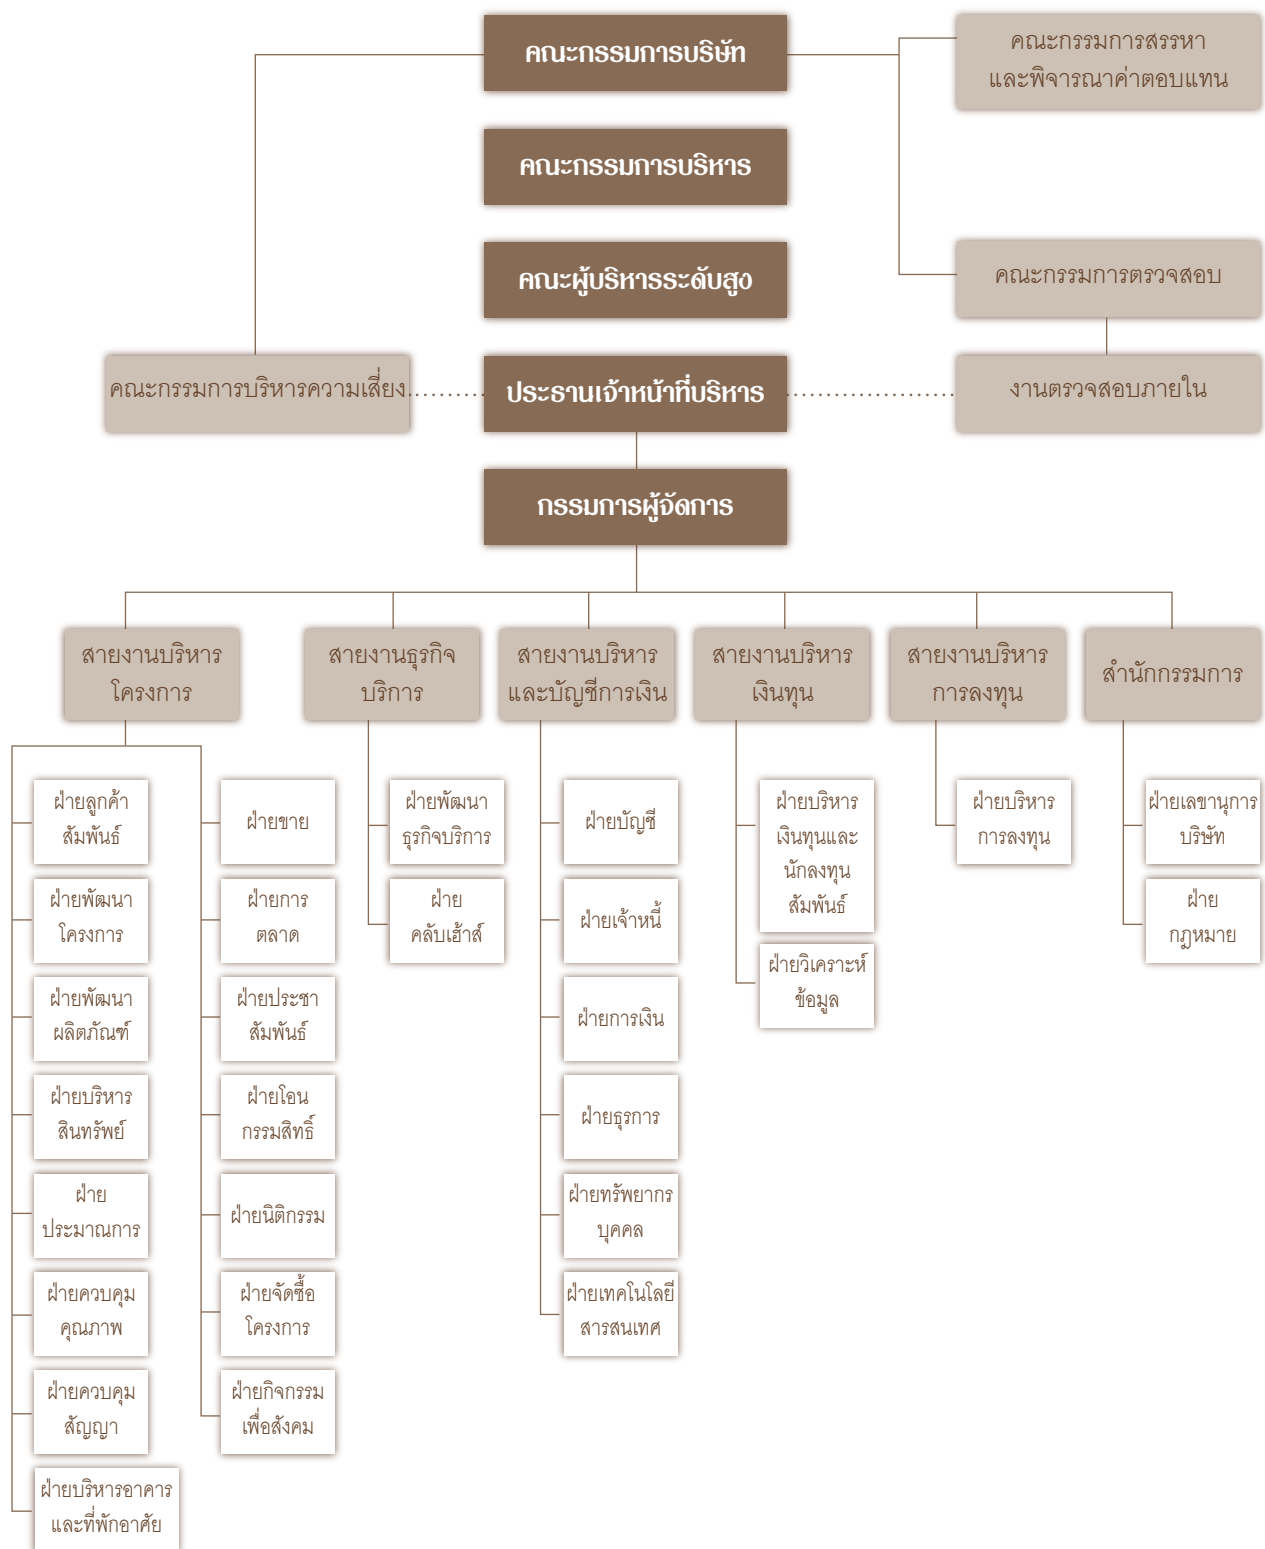 คณะกรรมการบริษัท
คณะกรรมการสรรหา
และพิจารณาค่าตอบแทน
คณะกรรมการบริหาร
คณะผู้บริหารระดับสูง
คณะกรรมการตรวจสอบ
คณะกรรมการบริหารความเสี่ยง
ประธานเจ้าหน้าที่บริหาร
งานตรวจสอบภายใน
กรรมการผู้จัดการ
สายงานบริหาร
โครงการ
สายงานธุรกิจ
บริการ
สายงานบริหาร
และบัญชีการเงิน
สายงานบริหาร
เงินทุน
สายงานบริหาร
การลงทุน
สำนักกรรมการ
ฝ่ายลูกค้า
สัมพันธ์
ฝ่ายพัฒนา
โครงการ
ฝ่ายพัฒนา
ผลิตภัณฑ์
ฝ่ายบริหาร
สินทรัพย์
ฝ่าย
ประมาณการ
ฝ่ายควบคุม
คุณภาพ
ฝ่ายควบคุม
สัญญา
ฝ่ายบริหารอาคาร
และที่พักอาศัย
ฝ่ายขาย
ฝ่ายการ
ตลาด
ฝ่ายประชา
สัมพันธ์
ฝ่ายโอน
กรรมสิทธิ์
ฝ่ายนิติกรรม
ฝ่ายจัดซื้อ
โครงการ
ฝ่ายกิจกรรม
เพื่อสังคม
ฝ่ายพัฒนา
ธุรกิจบริการ
ฝ่าย
คลับเฮ้าส์
ฝ่ายบัญชี
ฝ่ายเจ้าหนี้
ฝ่ายการเงิน
ฝ่ายธุรการ
ฝ่ายทรัพยากร
บุคคล
ฝ่ายเทคโนโลยี
สารสนเทศ
ฝ่ายบริหาร
เงินทุนและ
นักลงทุน
สัมพันธ์
ฝ่ายวิเคราะห์
ข้อมูล
ฝ่ายบริหาร
การลงทุน
ฝ่ายเลขานุการ
บริษัท
ฝ่าย
กฎหมาย